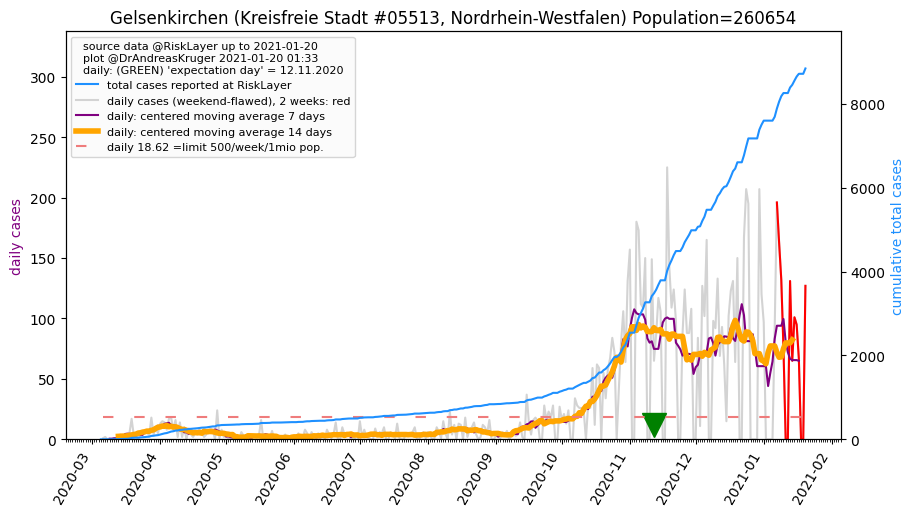 Gelsenkirchen (Kreisfreie Stadt #05513, Nordrhein-Westfalen) Population=260654
source data @RiskLayer up to 2021-01-20
plot @DrAndreasKruger 2021-01-20 01:33
daily: (GREEN) 'expectation day' = 12.11.2020
total cases reported at RiskLayer
daily cases (weekend-flawed), 2 weeks: red
daily: centered moving average 7 days
daily: centered moving average 14 days
daily 18.62 =limit 500/week/1mio pop.
daily cases
300
250
200
150
100
50
0
cumulative total cases
8000
6000
4000
2000
0
2020-03
2020-04
2020-05
2020-06
2020-07
2020-08
2020-09
2020-10
2020-11
2020-12
2021-01
2021-02